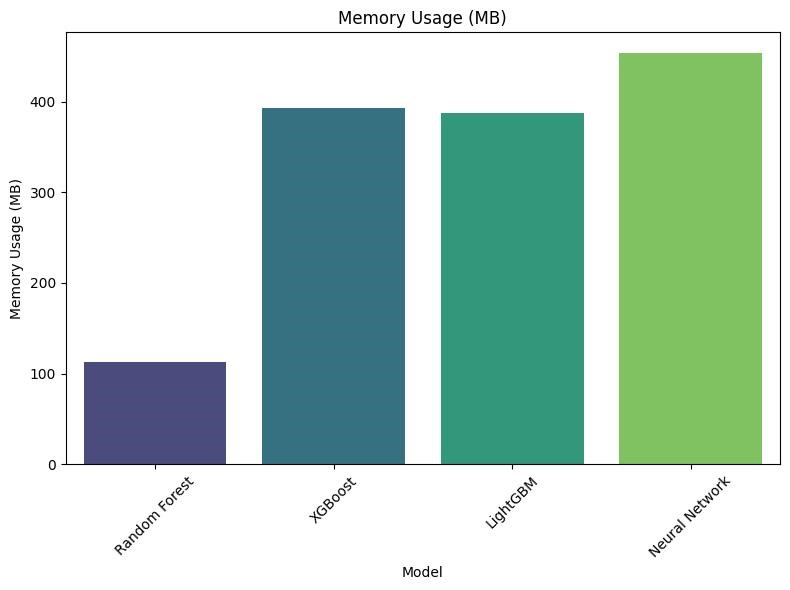 Memory Usage (MB)
Memory Usage (MB)
400
300
200
100
0
Random Forest
XGBoost
LightGBM
Neural Network
Model